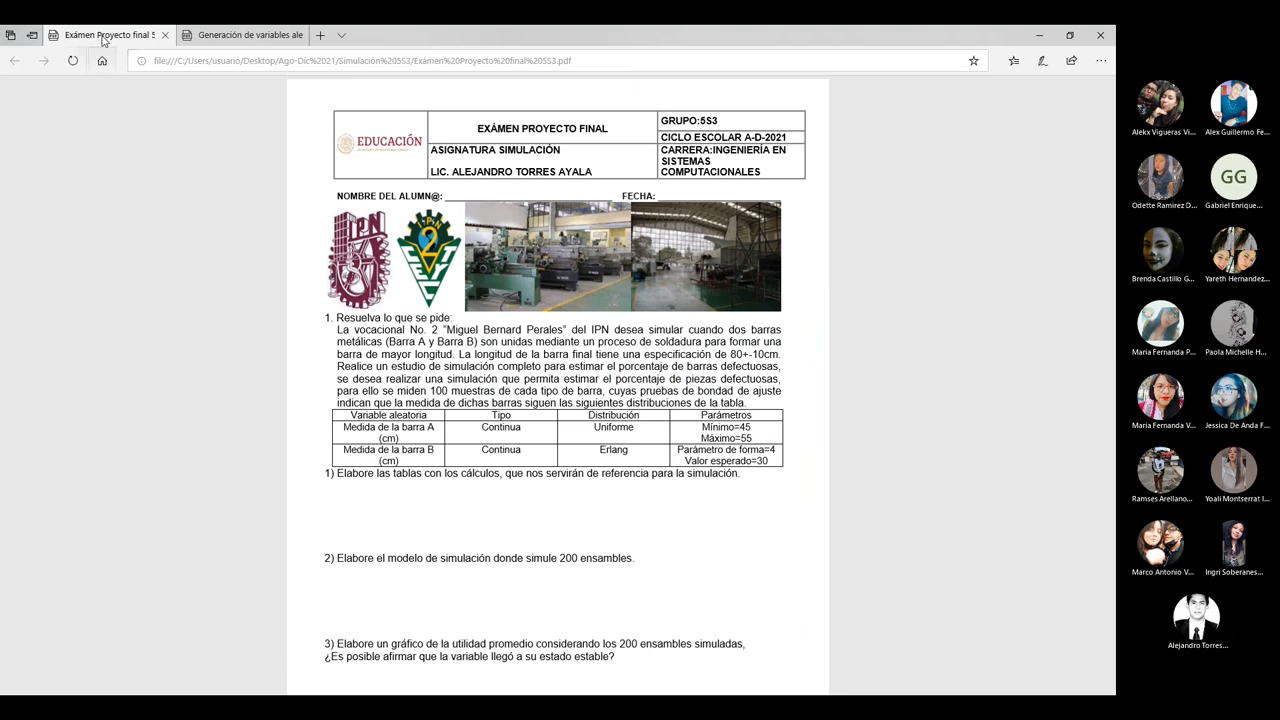 Exámen Proyecto final 5
Generación de variables ale
file:///C:/Users/usuario/Desktop/Ago-Dic%2021/Simulación%205S3/Exámen%20Proyecto%20final%205S3.pdf
EDUCACIÓN
EXÁMEN PROYECTO FINAL
GRUPO:5S3
CICLO ESCOLAR A-D-2021
ASIGNATURA SIMULACIÓN
LIC. ALEJANDRO TORRES AYALA
CARRERA:INGENIERÍA EN
SISTEMAS
COMPUTACIONALES
NOMBRE DEL ALUMN@:
FECHA:
1. Resuelva lo que se pide:
La vocacional No. 2 "Miguel Bernard Perales" del IPN desea simular cuando dos barras
metálicas (Barra A y Barra B) son unidas mediante un proceso de soldadura para formar una
barra de mayor longitud. La longitud de la barra final tiene una especificación de 80+-10cm.
Realice un estudio de simulación completo para estimar el porcentaje de barras defectuosas,
se desea realizar una simulación que permita estimar el porcentaje de piezas defectuosas,
para ello se miden 100 muestras de cada tipo de barra, cuyas pruebas de bondad de ajuste
indican que la medida de dichas barras siguen las siguientes distribuciones de la tabla.
Variable aleatoria Tipo Distribución Parámetros
Medida de la barra A Continua Uniforme Mínimo=45
(cm) Máximo=55
Medida de la barra B Continua Erlang Parámetro de forma=4
(cm) Valor esperado=30
1) Elabore las tablas con los cálculos, que nos servirán de referencia para la simulación.
2) Elabore el modelo de simulación donde simule 200 ensambles.
3) Elabore un gráfico de la utilidad promedio considerando los 200 ensambles simuladas,
¿Es posible afirmar que la variable llegó a su estado estable?
Alekx Vigueras Vi...
Alex Guillermo Fe...
Odette Ramirez D...
GG
Gabriel Enrique...
Brenda Castillo G...
Yareth Hernandez...
Maria Fernanda P...
Paola Michelle H...
Maria Fernanda V...
Jessica De Anda F...
Ramses Arellano...
Yoali Montserrat I...
Marco Antonio V...
Ingri Soberanes...
Alejandro Torres...